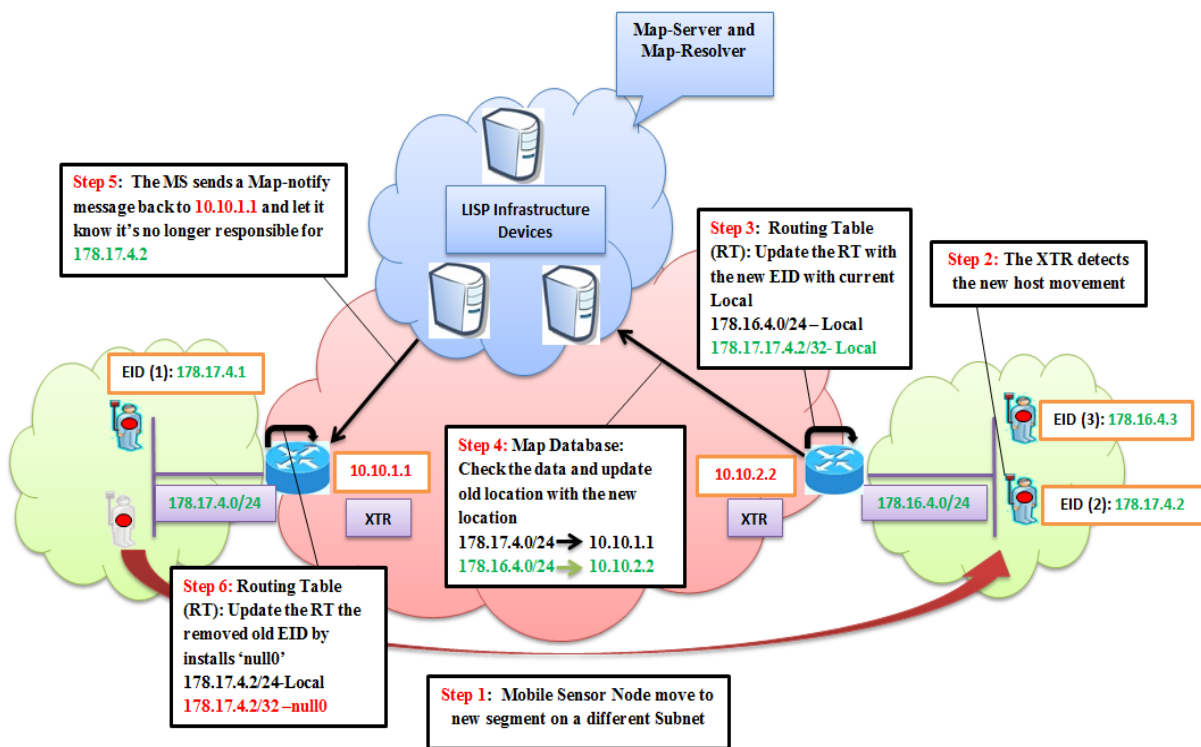 Map-Server and
Map-Resolver
Step 5:  The MS sends a Map-notify
message back to 10.10.1.1 and let it
know it's no longer responsible for
178.17.4.2
LISP Infrastructure
Devices
Step 3:  Routing Table
(RT): Update the RT with
the new EID with current
Local
178.16.4.0/24 – Local
178.17.17.4.2/32- Local
Step 2: The XTR detects
the new host movement
EID (1): 178.17.4.1
EID (3): 178.16.4.3
10.10.1.1
Step 4: Map Database:
Check the data and update
old location with the new
location
178.17.4.0/24 → 10.10.1.1
178.16.4.0/24 → 10.10.2.2
10.10.2.2
178.17.4.0/24
XTR
XTR
178.16.4.0/24
EID (2): 178.17.4.2
Step 6: Routing Table
(RT): Update the RT the
removed old EID by
installs 'null0'
178.17.4.2/24-Local
178.17.4.2/32 –null0
Step 1:  Mobile Sensor Node move to
new segment on a different Subnet